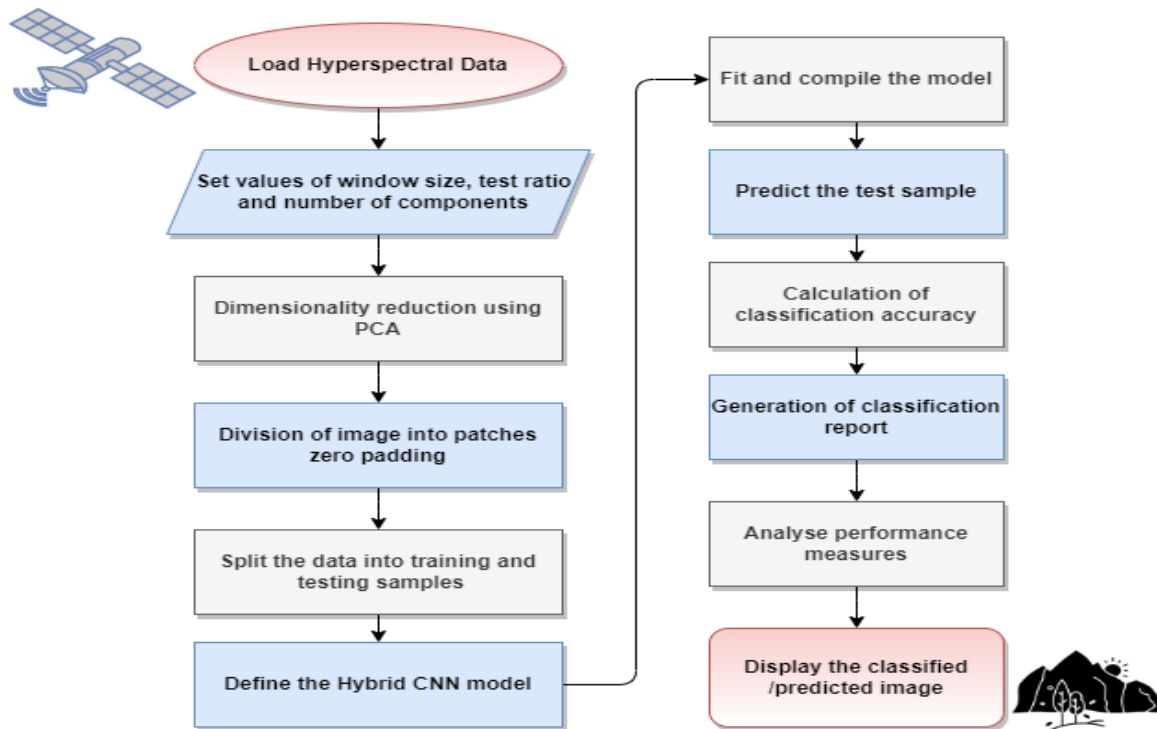 Load Hyperspectral Data
Set values of window size, test ratio
and number of components
Dimensionality reduction using
PCA
Division of image into patches
zero padding
Split the data into training and
testing samples
Define the Hybrid CNN model
Fit and compile the model
Predict the test sample
Calculation of
classification accuracy
Generation of classification
report
Analyse performance
measures
Display the classified
/predicted image